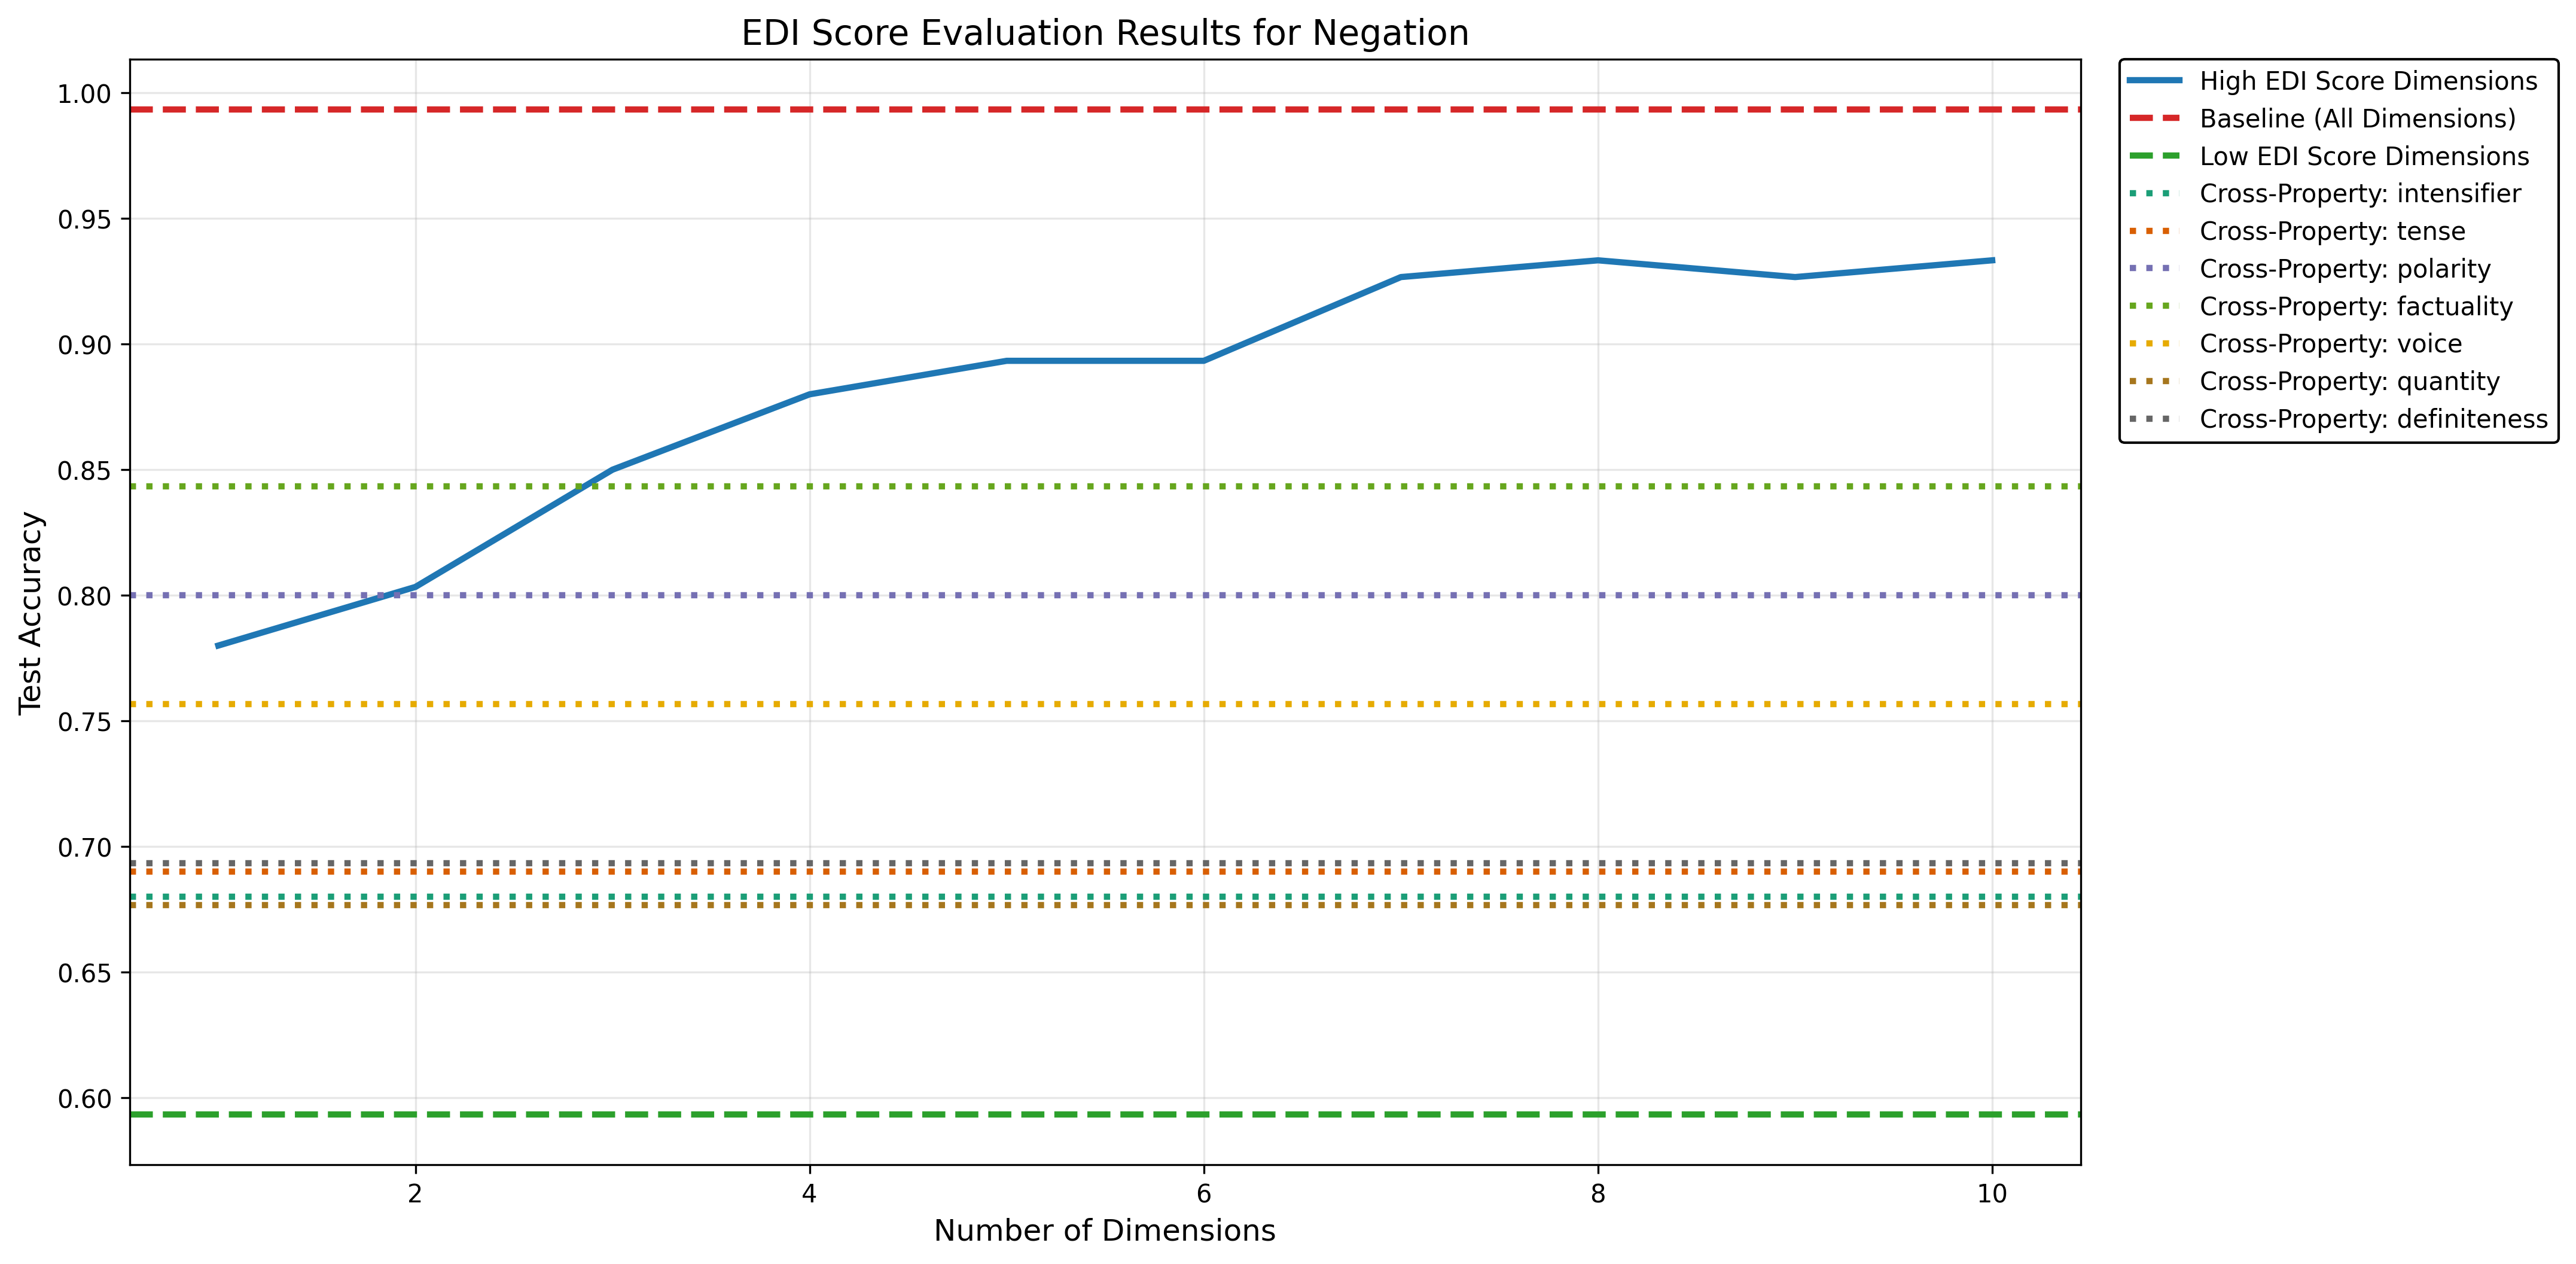 EDI Score Evaluation Results for Negation
Test Accuracy
1.00
0.95
0.90
0.85
0.80
0.75
0.70
0.65
0.60
2
4
6
8
10
Number of Dimensions
High EDI Score Dimensions
Baseline (All Dimensions)
Low EDI Score Dimensions
Cross-Property: intensifier
Cross-Property: tense
Cross-Property: polarity
Cross-Property: factuality
Cross-Property: voice
Cross-Property: quantity
Cross-Property: definiteness